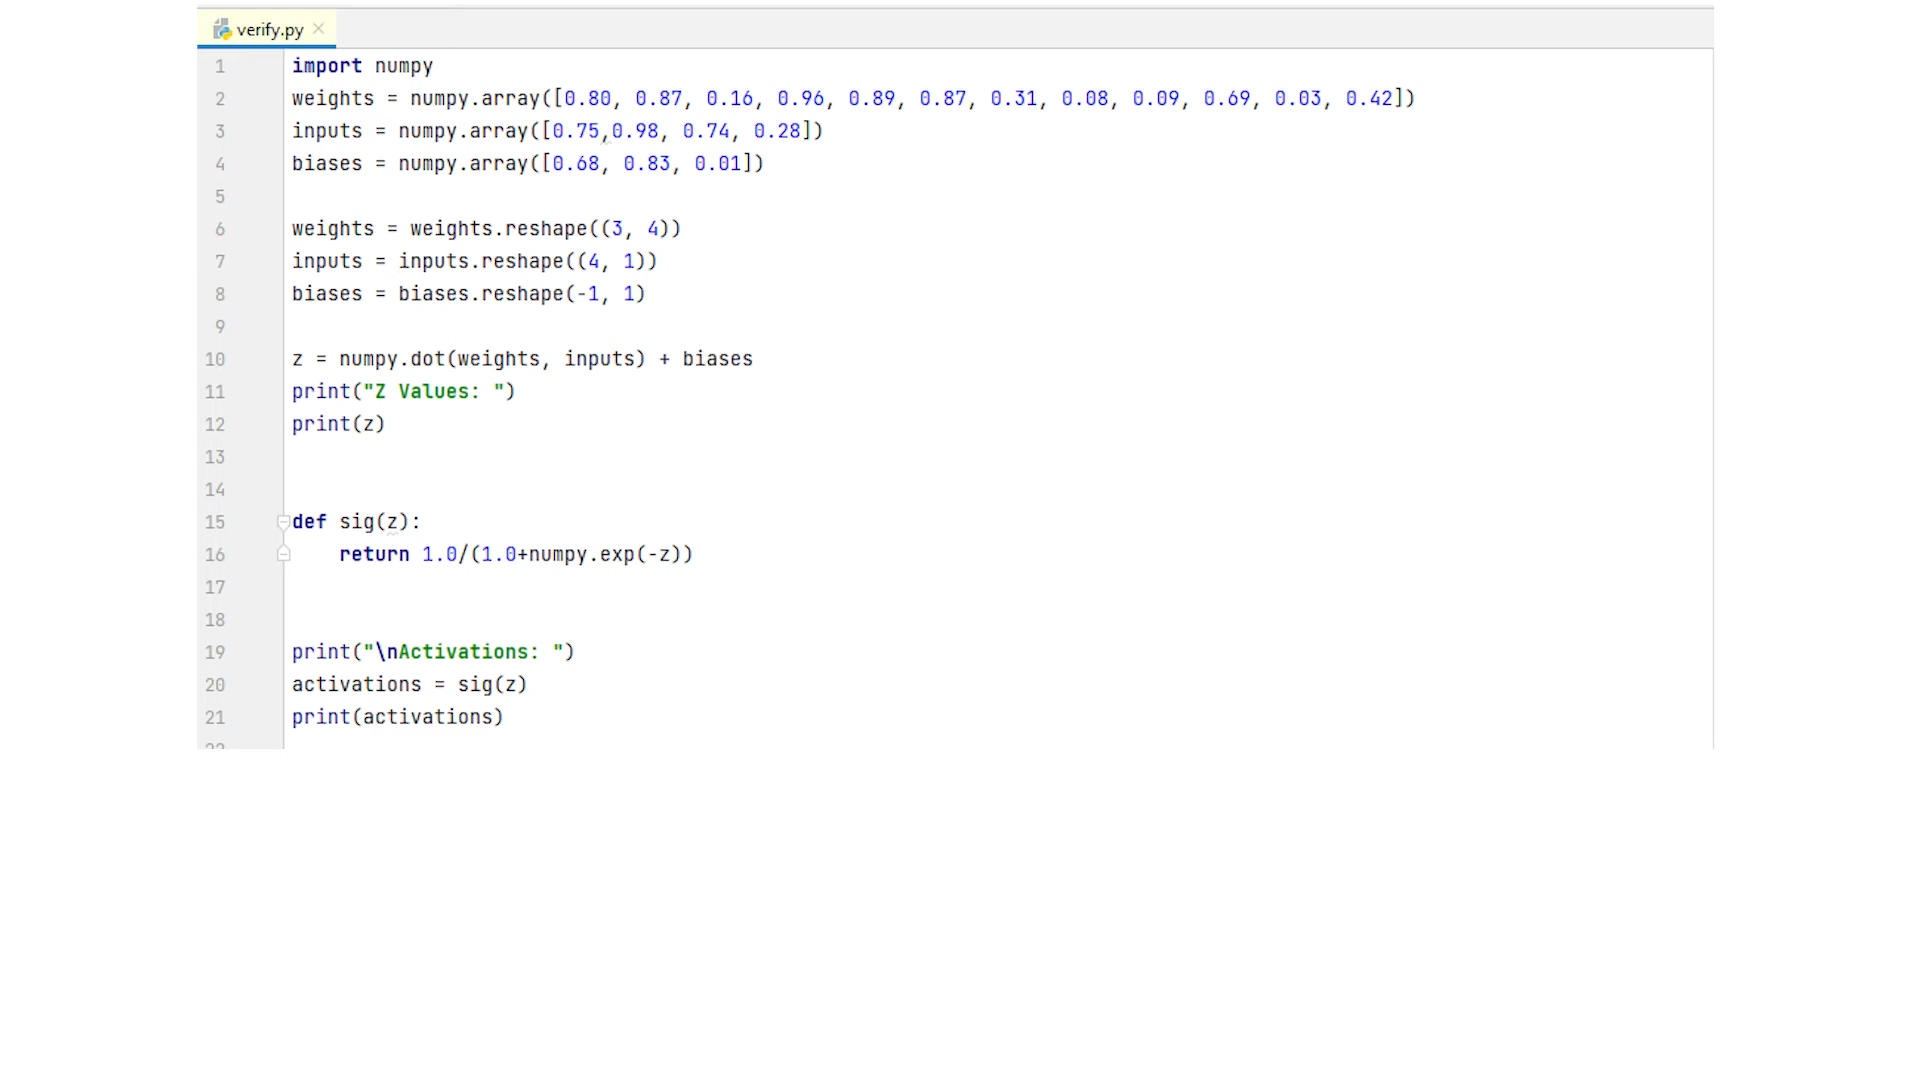 verify.py
1 import numpy
2 weights = numpy.array([0.80, 0.87, 0.16, 0.96, 0.89, 0.87, 0.31, 0.08, 0.09, 0.69, 0.03, 0.42])
3 inputs = numpy.array([0.75,0.98, 0.74, 0.28])
4 biases = numpy.array([0.68, 0.83, 0.01])
5
6 weights = weights.reshape((3, 4))
7 inputs = inputs.reshape((4, 1))
8 biases = biases.reshape(-1, 1)
9
10 z = numpy.dot(weights, inputs) + biases
11 print("Z Values: ")
12 print(z)
13
14
15 def sig(z):
16     return 1.0/(1.0+numpy.exp(-z))
17
18
19 print("\nActivations: ")
20 activations = sig(z)
21 print(activations)
22